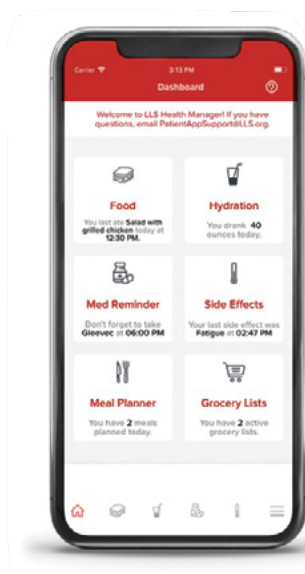 Carrier 3:13 PM
Dashboard
Welcome to LLS Health Manager! If you have
questions, email PatientAppSupport@LLS.org.
Food
You last ate Salad with
grilled chicken today at
12:30 PM.
Hydration
You drank 40
ounces today.
Med Reminder
Don't forget to take
Gleevec at 06:00 PM
Side Effects
Your last side effect was
Fatigue at 02:47 PM
Meal Planner
You have 2 meals
planned today.
Grocery Lists
You have 2 active
grocery lists.